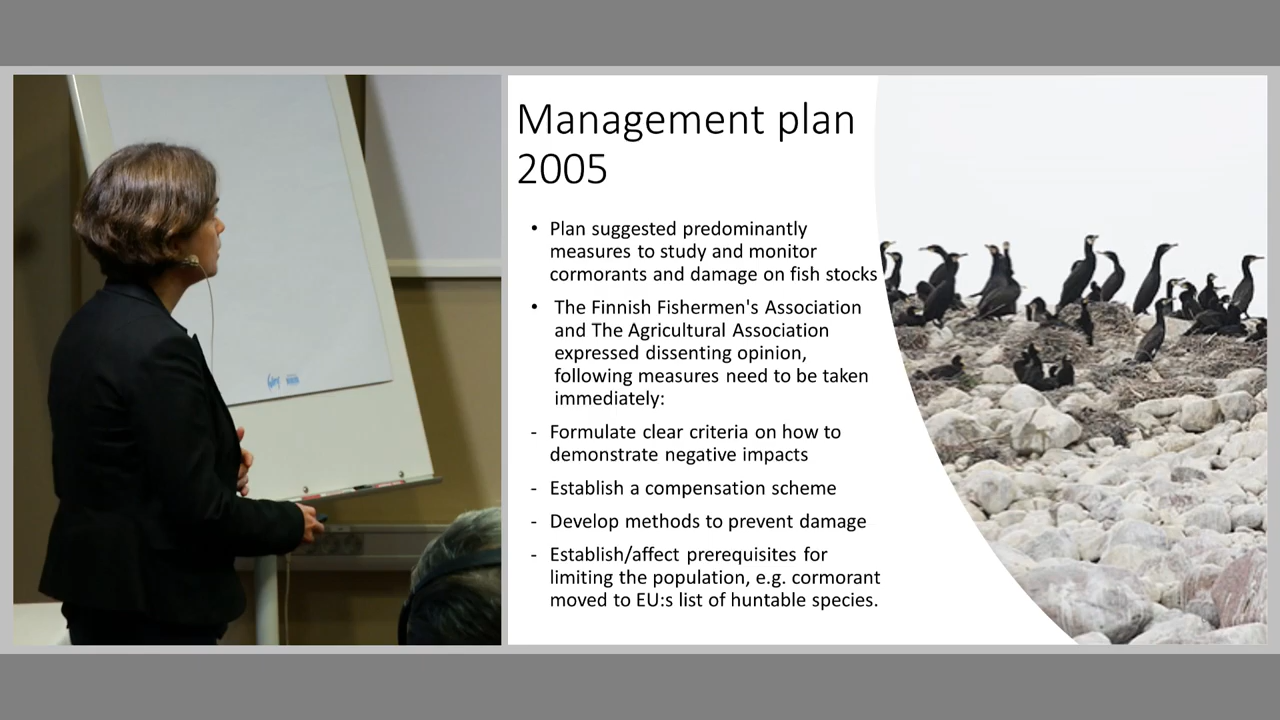 Management plan
2005
• Plan suggested predominantly
measures to study and monitor
cormorants and damage on fish stocks
• The Finnish Fishermen's Association
and The Agricultural Association
expressed dissenting opinion,
following measures need to be taken
immediately:
- Formulate clear criteria on how to
demonstrate negative impacts
- Establish a compensation scheme
- Develop methods to prevent damage
- Establish/affect prerequisites for
limiting the population, e.g. cormorant
moved to EU:s list of huntable species.